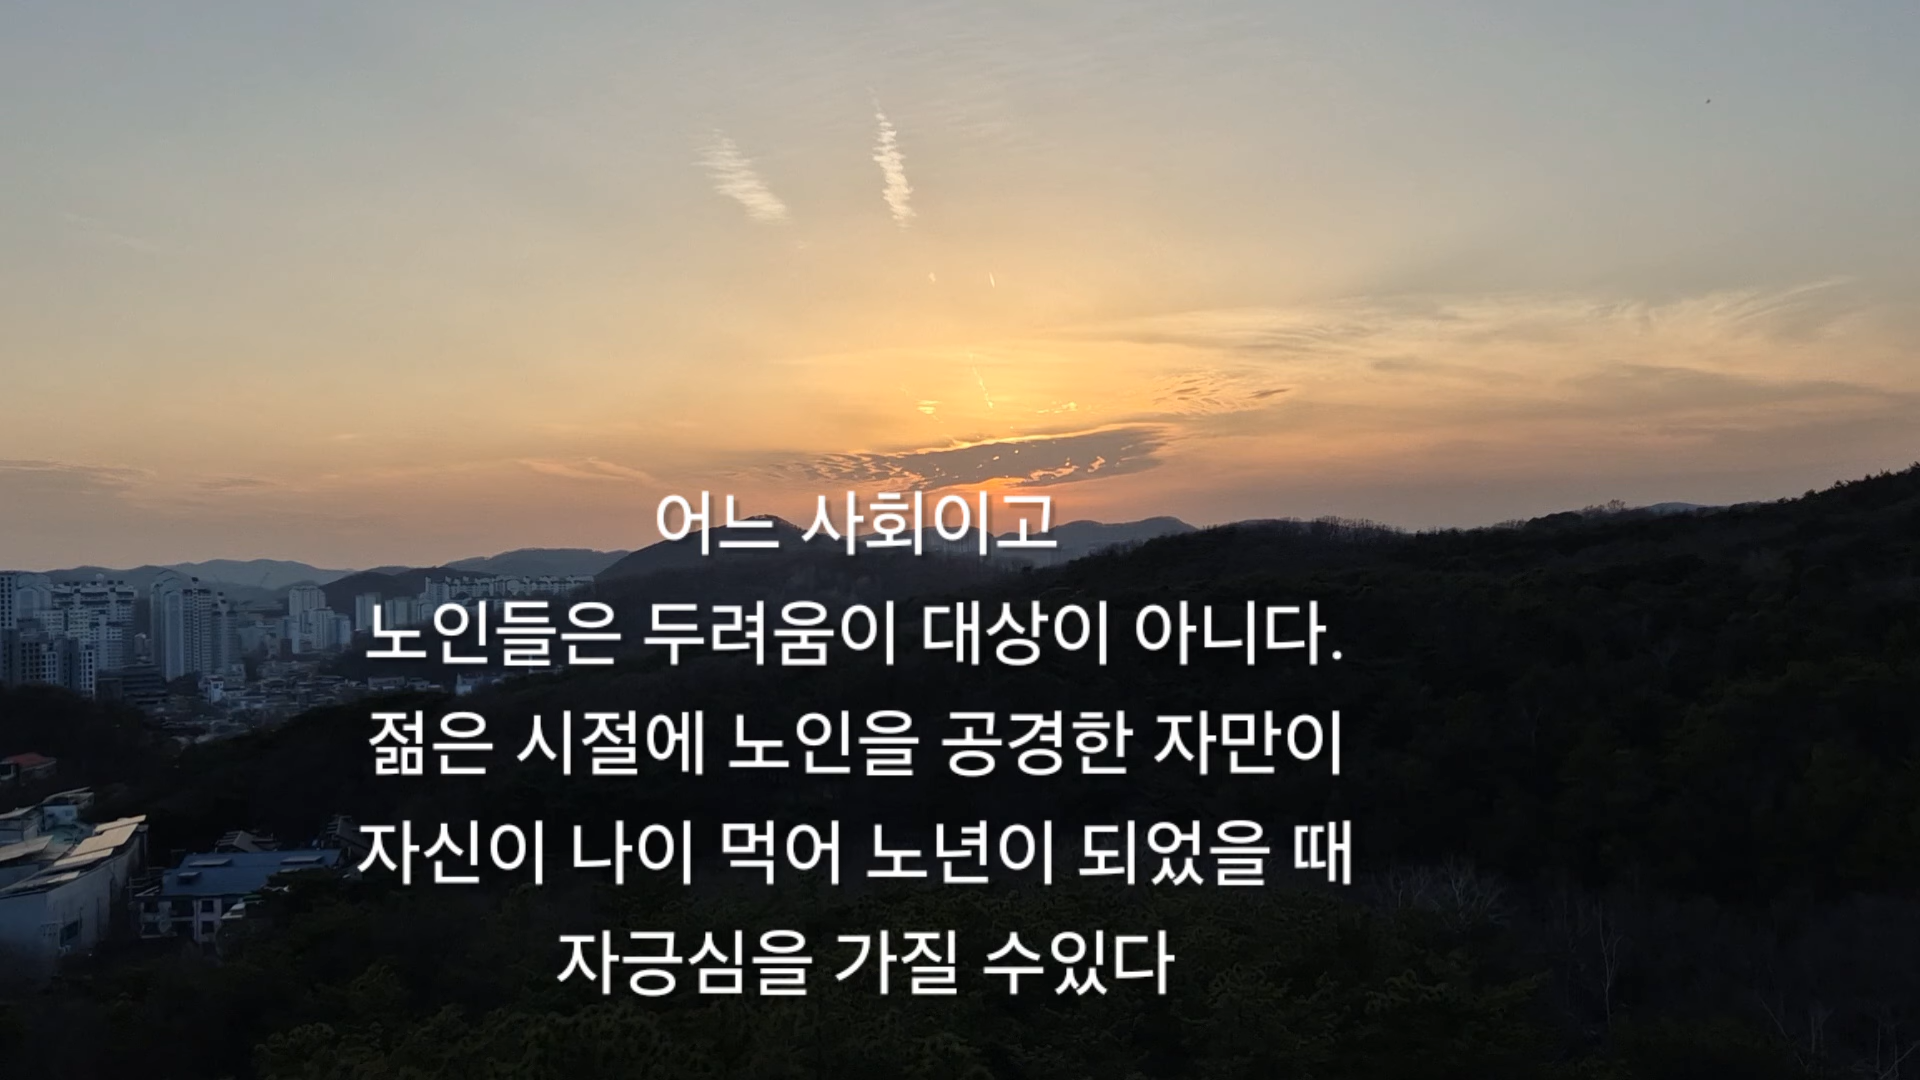 어느 사회이고
노인들은 두려움이 대상이 아니다.
젊은 시절에 노인을 공경한 자만이
자신이 나이 먹어 노년이 되었을 때
자긍심을 가질 수있다